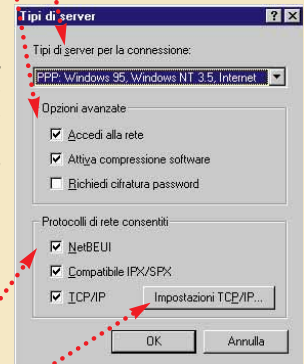 Tipi di server
Tipi di server per la connessione:
PPP: Windows 95, Windows NT 3.5, Internet
Opzioni avanzate
Accedi alla rete
Attiva compressione software
Richiedi cifratura password
Protocolli di rete consentiti
NetBEUI
Compatibile IPX/SPX
TCP/IP
Impostazioni TCP/IP...
OK
Annulla